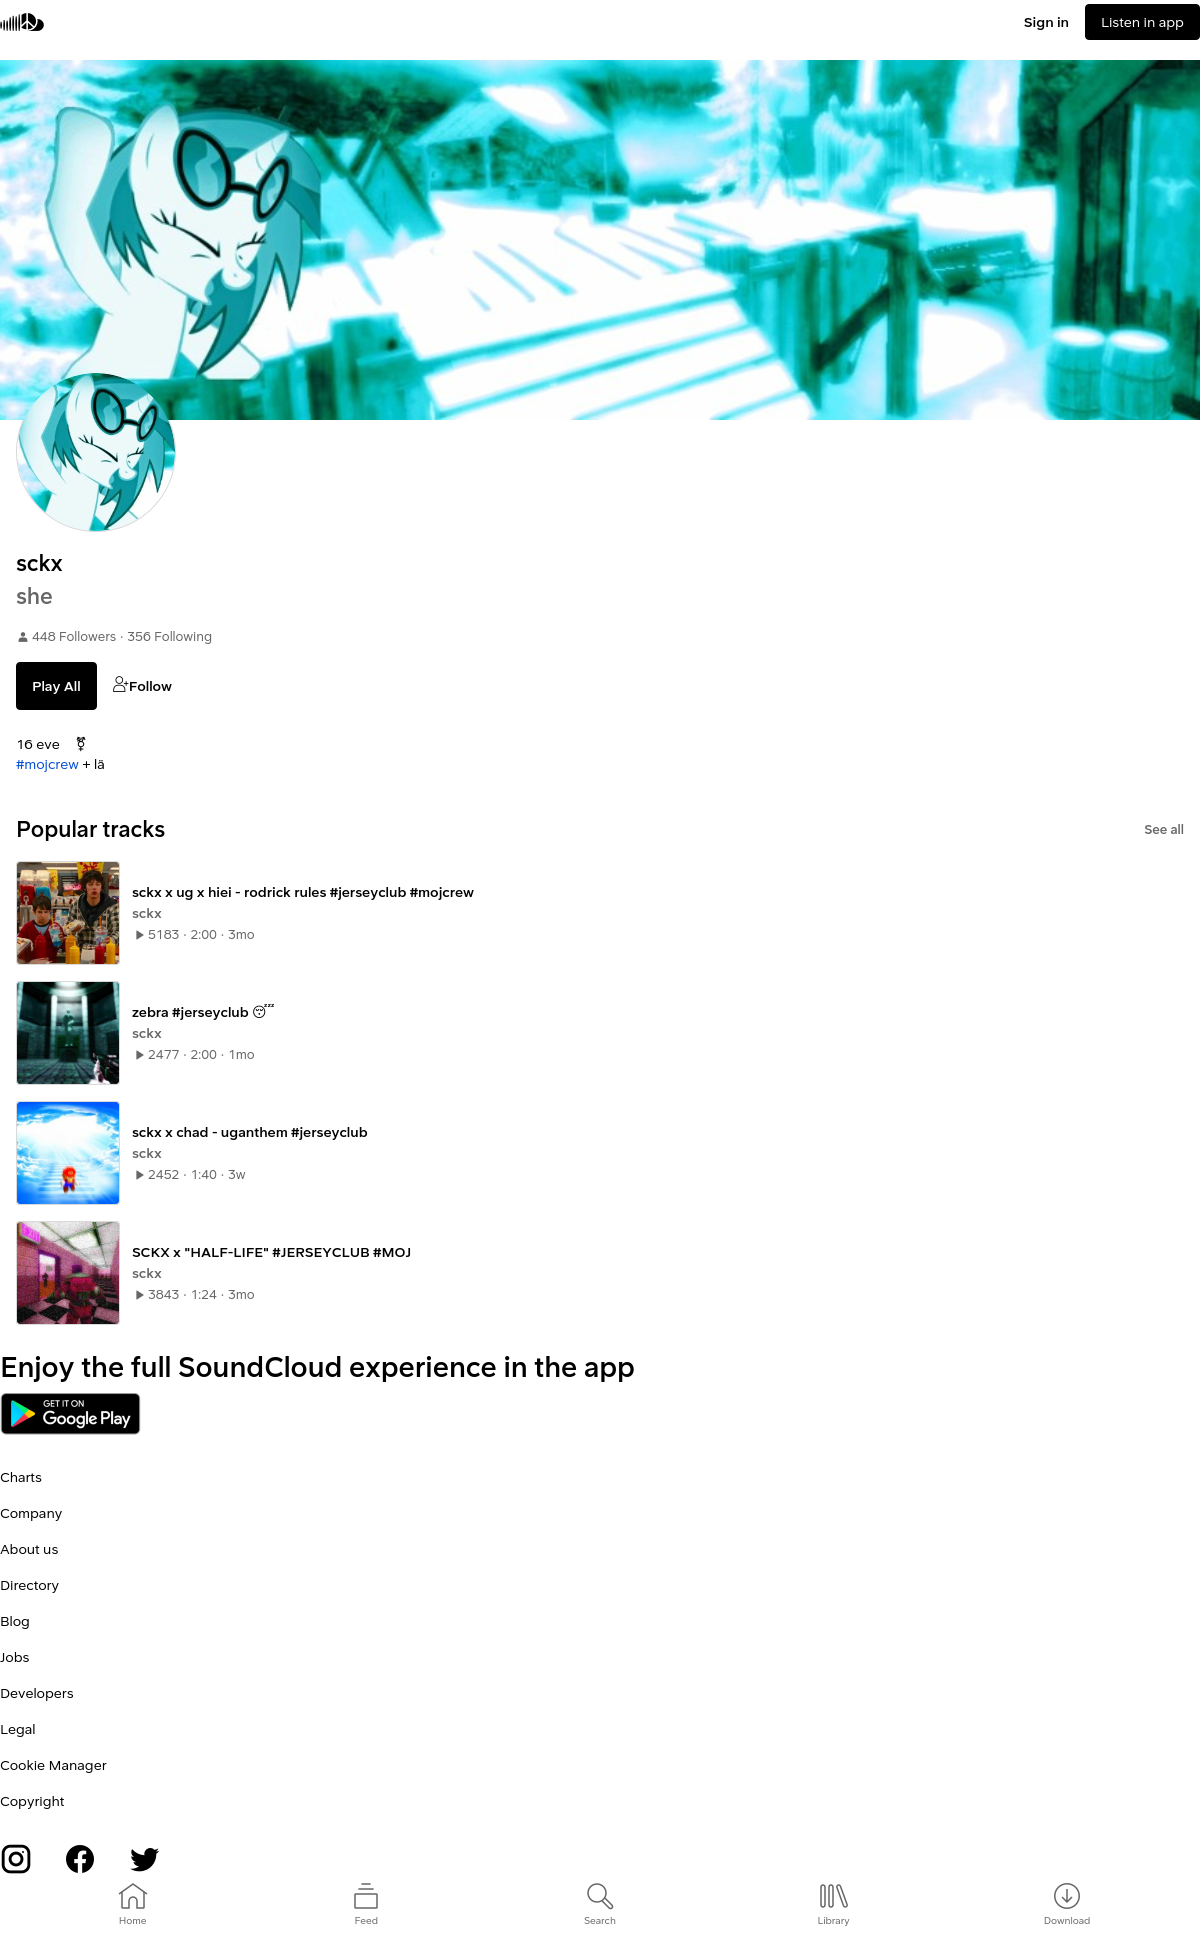 Sign in
Listen in app
sckx
she
448 Followers · 356 Following
Play All
Follow
16 eve ⚧
#mojcrew + lã
Popular tracks
See all
sckx x ug x hiei - rodrick rules #jerseyclub #mojcrew
sckx
5183 · 2:00 · 3mo
zebra #jerseyclub 😴
sckx
2477 · 2:00 · 1mo
sckx x chad - uganthem #jerseyclub
sckx
2452 · 1:40 · 3w
SCKX x "HALF-LIFE" #JERSEYCLUB #MOJ
sckx
3843 · 1:24 · 3mo
Enjoy the full SoundCloud experience in the app
GET IT ON
Google Play
Charts
Company
About us
Directory
Blog
Jobs
Developers
Legal
Cookie Manager
Copyright
Home
Feed
Search
Library
Download